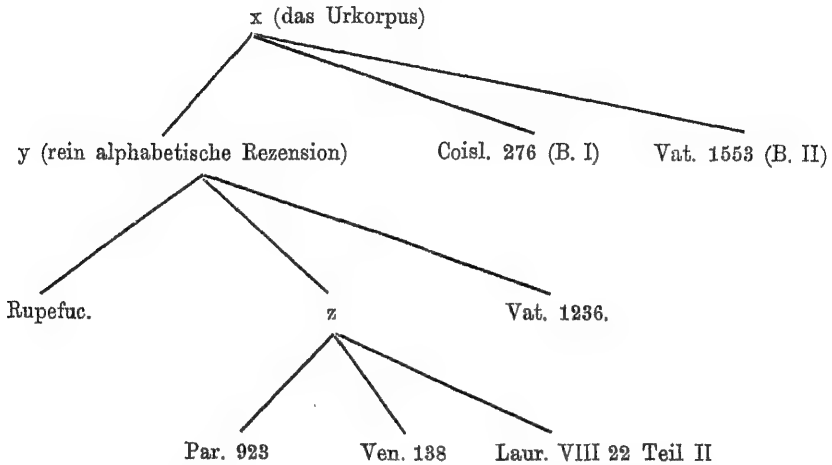 x (das Urkorpus)
y (rein alphabetische Rezension) Coisl. 276 (B. I) Vat. 1553 (B. II)
Rupefuc. z Vat. 1236.
Par. 923 Ven. 138 Laur. VIII 22 Teil II